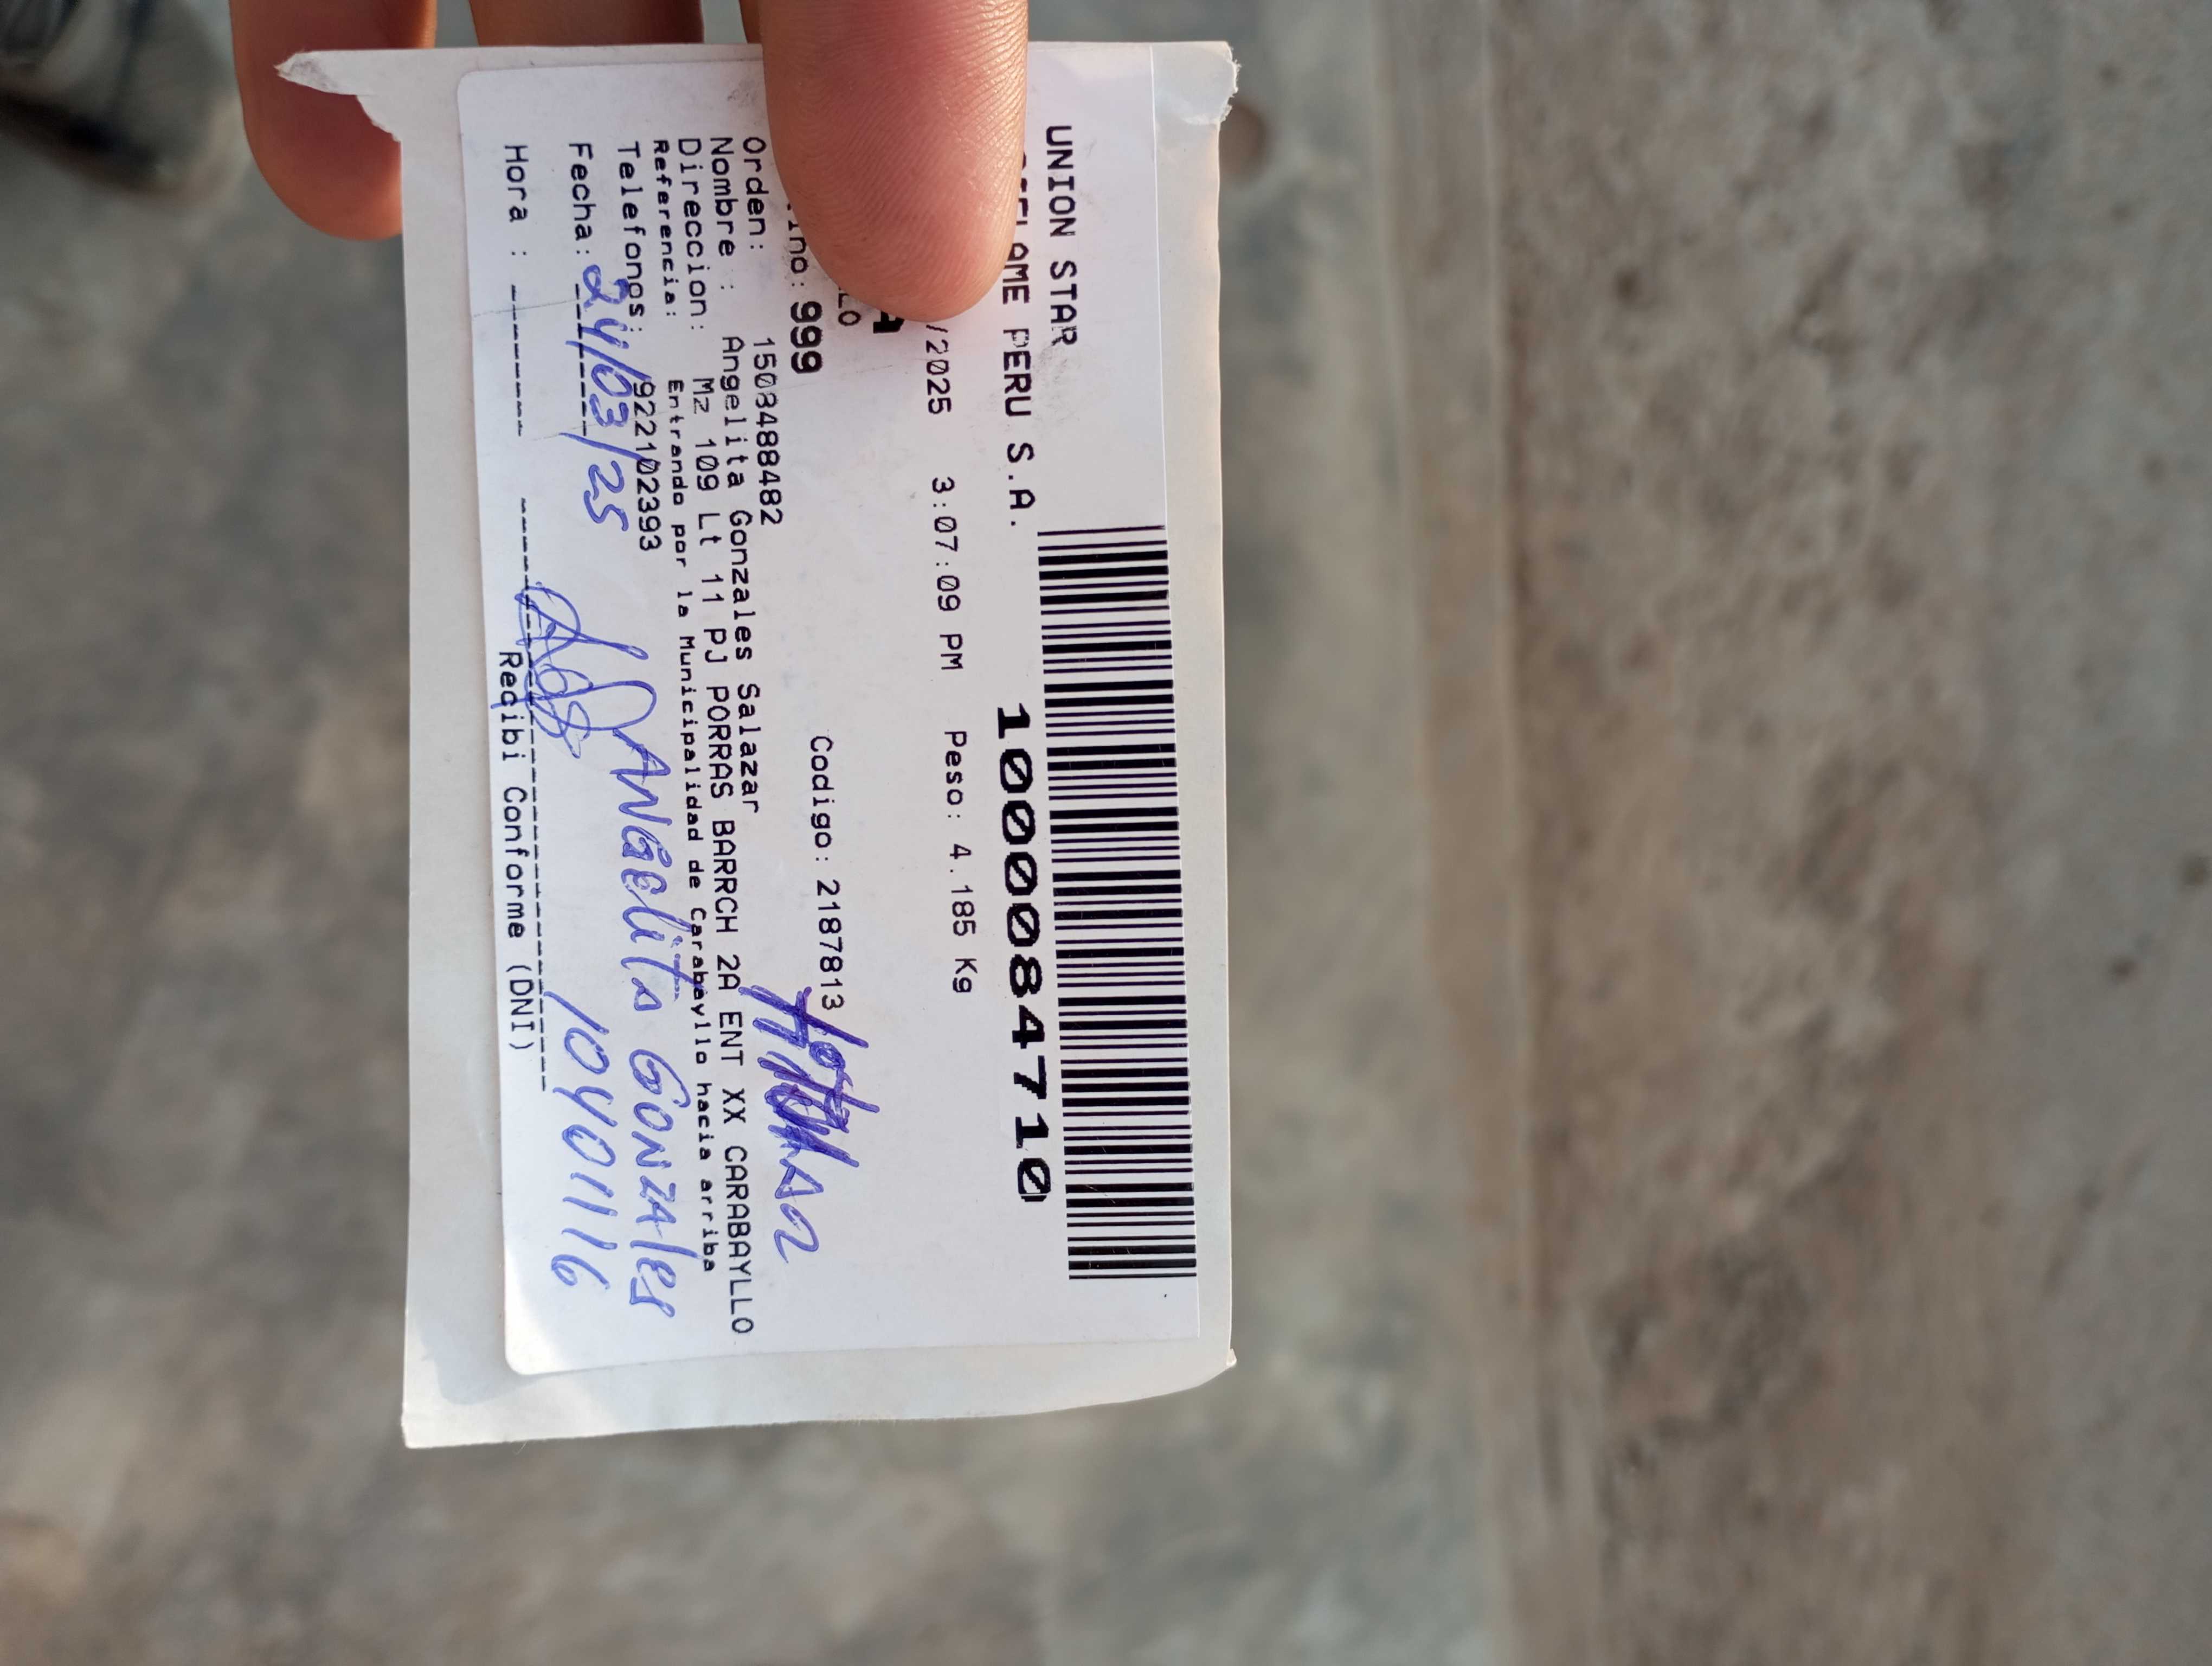 UNION STAR
PERU S.A. 1000084710
/2025 3:07:09 PM Peso: 4.185 Kg
LO
999 Codigo: 2187813
Orden: 1503488482
Nombre : Angelita Gonzales Salazar
Direccion: Mz 109 Lt 11 PJ PORRAS BARRCH 2A ENT XX CARABAYLLO
Referencia: Entrando por la Municipalidad de Carabayllo hacia arriba
Telefonos: 922102393
Fecha: 24/03/25 ANGelitA GONZAles
10401116
Hora :
Recibi Conforme (DNI)